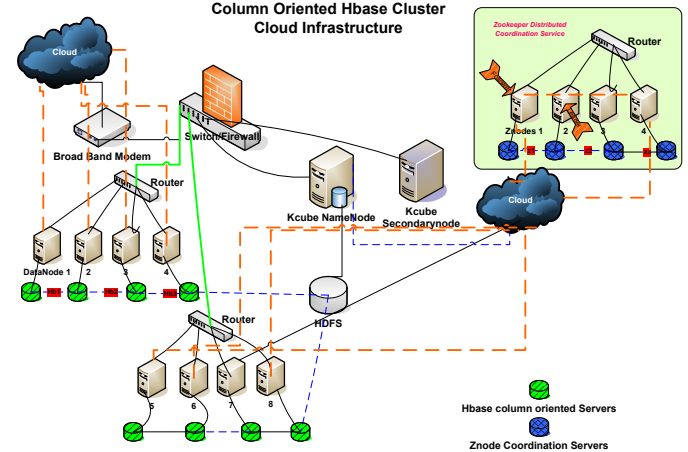 Column Oriented Hbase Cluster
Cloud Infrastructure
Zookeeper Distributed
Coordination Service
Router
Cloud
Switch/Firewall
Broad Band Modem
Znodes 1
2
3
4
Router
Kcube NameNode
Kcube
Secondarynode
Cloud
DataNode 1
2
3
4
HDFS
Router
5
6
7
8
Hbase column oriented Servers
Znode Coordination Servers